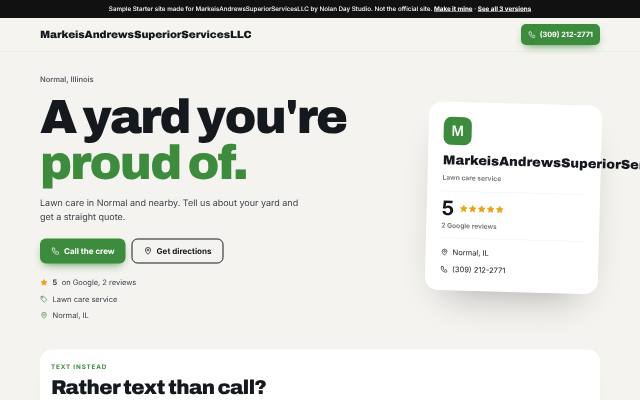 Sample Starter site made for MarkeisAndrewsSuperiorServicesLLC by Nolan Day Studio. Not the official site. Make it mine · See all 3 versions
MarkeisAndrewsSuperiorServicesLLC
(309) 212-2771
Normal, Illinois
A yard you're
proud of.
Lawn care in Normal and nearby. Tell us about your yard and
get a straight quote.
Call the crew
Get directions
5 on Google, 2 reviews
Lawn care service
Normal, IL
M
MarkeisAndrewsSuperiorSe
Lawn care service
5 ★★★★★
2 Google reviews
Normal, IL
(309) 212-2771
TEXT INSTEAD
Rather text than call?